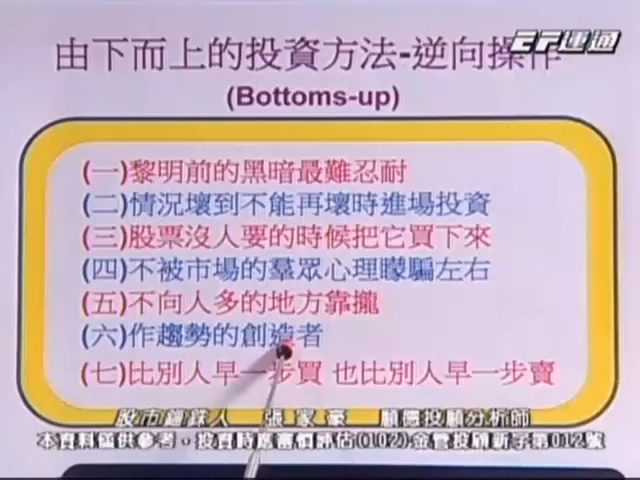 由下而上的投資方法-逆向操作
EF運通
(Bottoms-up)
(一)黎明前的黑暗最難忍耐
(二)情況壞到不能再壞時進場投資
(三)股票沒人要的時候把它買下來
(四)不被市場的羣眾心理矇騙左右
(五)不向人多的地方靠攏
(六)作趨勢的創造者
(七)比別人早一步買 也比別人早一步賣
股市鐵鉄人 張家豪 顧德投顧分析師
本資料僅供參考，投資時應審慎評估(102)金管投顧新字第012號